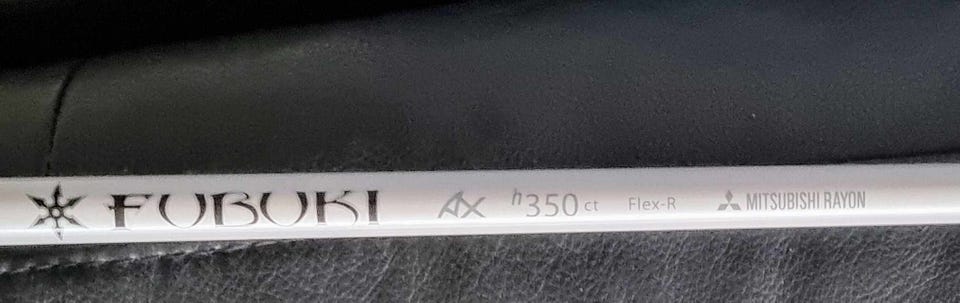 FUBUKI AX h350 ct Flex-R MITSUBISHI RAYON